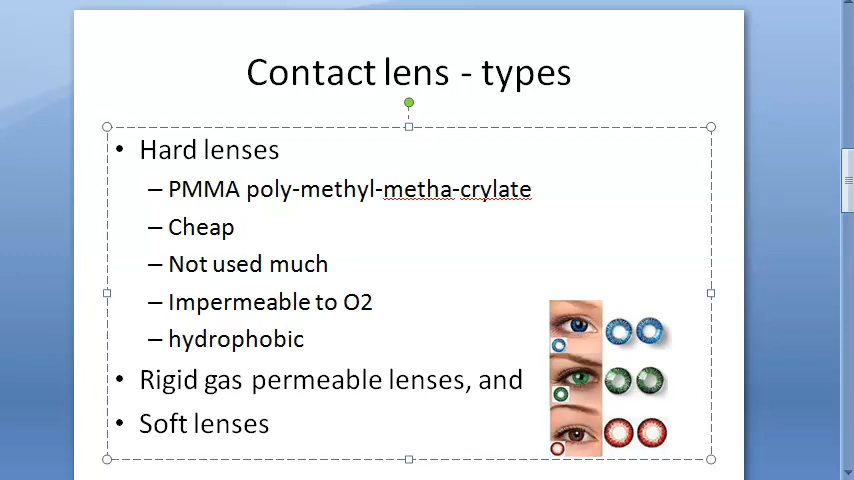 Contact lens - types
• Hard lenses
– PMMA poly-methyl-metha-crylate
– Cheap
– Not used much
– Impermeable to O2
– hydrophobic
• Rigid gas permeable lenses, and
• Soft lenses